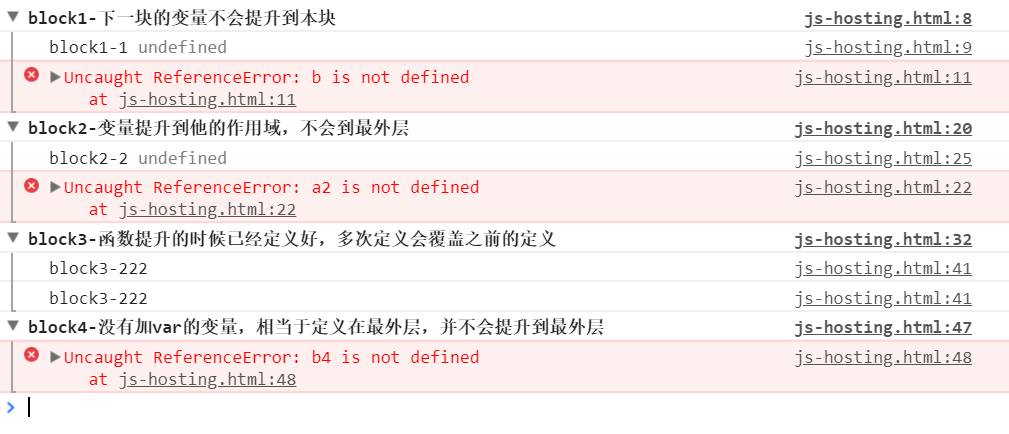 block1-下一块的变量不会提升到本块 js-hosting.html:8
block1-1 undefined js-hosting.html:9
Uncaught ReferenceError: b is not defined js-hosting.html:11
at js-hosting.html:11
block2-变量提升到他的作用域，不会到最外层 js-hosting.html:20
block2-2 undefined js-hosting.html:25
Uncaught ReferenceError: a2 is not defined js-hosting.html:22
at js-hosting.html:22
block3-函数提升的时候已经定义好，多次定义会覆盖之前的定义 js-hosting.html:32
block3-222 js-hosting.html:41
block3-222 js-hosting.html:41
block4-没有加var的变量，相当于定义在最外层，并不会提升到最外层 js-hosting.html:47
Uncaught ReferenceError: b4 is not defined js-hosting.html:48
at js-hosting.html:48